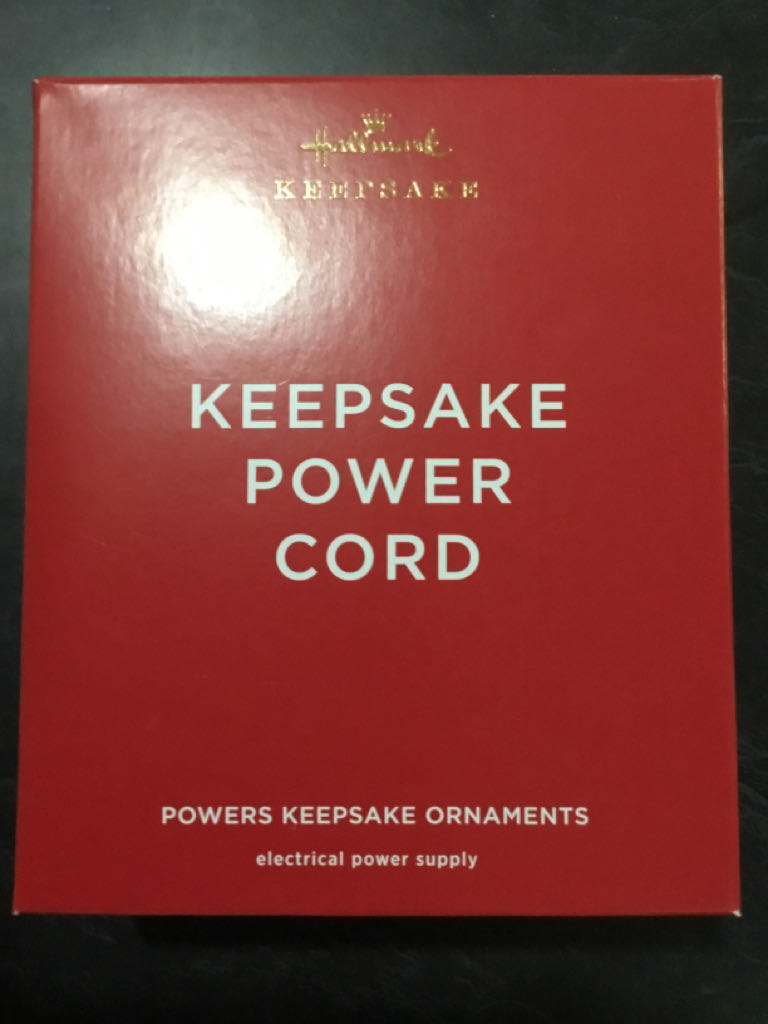 Hallmark
KEEPSAKE
KEEPSAKE
POWER
CORD
POWERS KEEPSAKE ORNAMENTS
electrical power supply